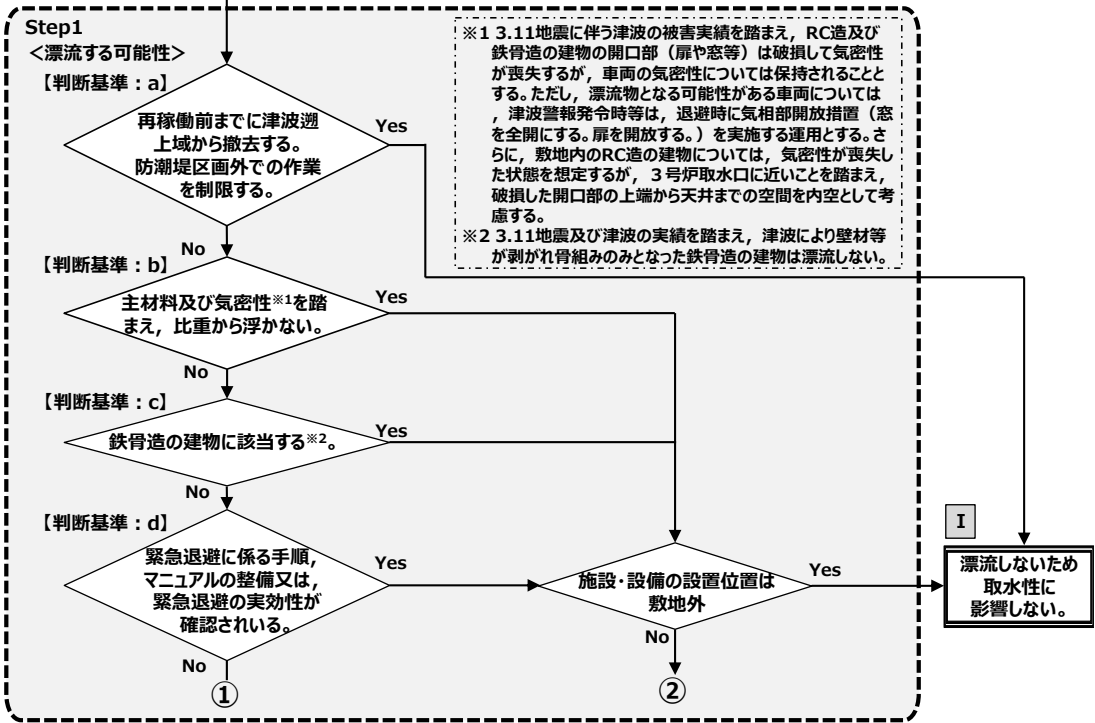 Step1
<漂流する可能性>
【判断基準：a】
再稼働前までに津波遡
上域から撤去する。
防潮堤区画外での作業
を制限する。
Yes
No
※1 3.11地震に伴う津波の被害実績を踏まえ，RC造及び
鉄骨造の建物の開口部（扉や窓等）は破損して気密性
が喪失するが，車両の気密性については保持されることと
する。ただし，漂流物となる可能性がある車両については
，津波警報発令時等は，退避時に気相部開放措置（窓
を全開にする。扉を開放する。）を実施する運用とする。さ
らに，敷地内のRC造の建物については，気密性が喪失し
た状態を想定するが，３号炉取水口に近いことを踏まえ，
破損した開口部の上端から天井までの空間を内空として考
慮する。
※2 3.11地震及び津波の実績を踏まえ，津波により壁材等
が剥がれ骨組みのみとなった鉄骨造の建物は漂流しない。
【判断基準：b】
主材料及び気密性※1を踏
まえ，比重から浮かない。
Yes
No
【判断基準：c】
鉄骨造の建物に該当する※2。
Yes
No
【判断基準：d】
緊急退避に係る手順，
マニュアルの整備又は，
緊急退避の実効性が
確認されいる。
Yes
No
①
施設・設備の設置位置は
敷地外
Yes
No
②
I
漂流しないため
取水性に
影響しない。